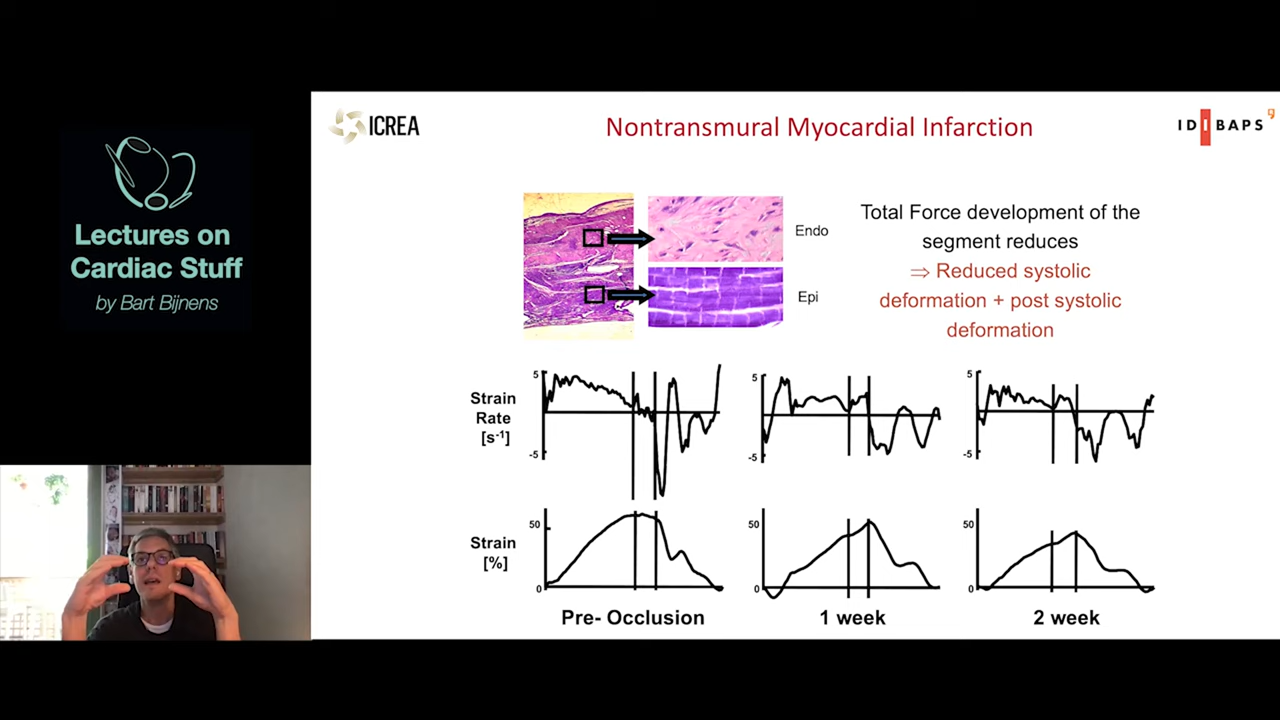 Lectures on
Cardiac Stuff
by Bart Bijnens
ICREA
Nontransmural Myocardial Infarction
IDIBAPS
Endo
Epi
Total Force development of the
segment reduces
⇒ Reduced systolic
deformation + post systolic
deformation
Strain
Rate
[s-1]
5
-5
5
-5
5
-5
Strain
[%]
50
0
50
0
50
0
Pre- Occlusion
1 week
2 week